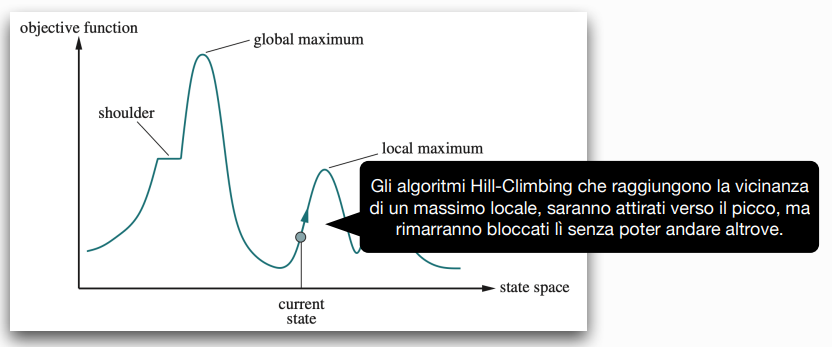 objective function
global maximum
shoulder
local maximum
Gli algoritmi Hill-Climbing che raggiungono la vicinanza
di un massimo locale, saranno attirati verso il picco, ma
rimarranno bloccati lì senza poter andare altrove.
state space
current
state